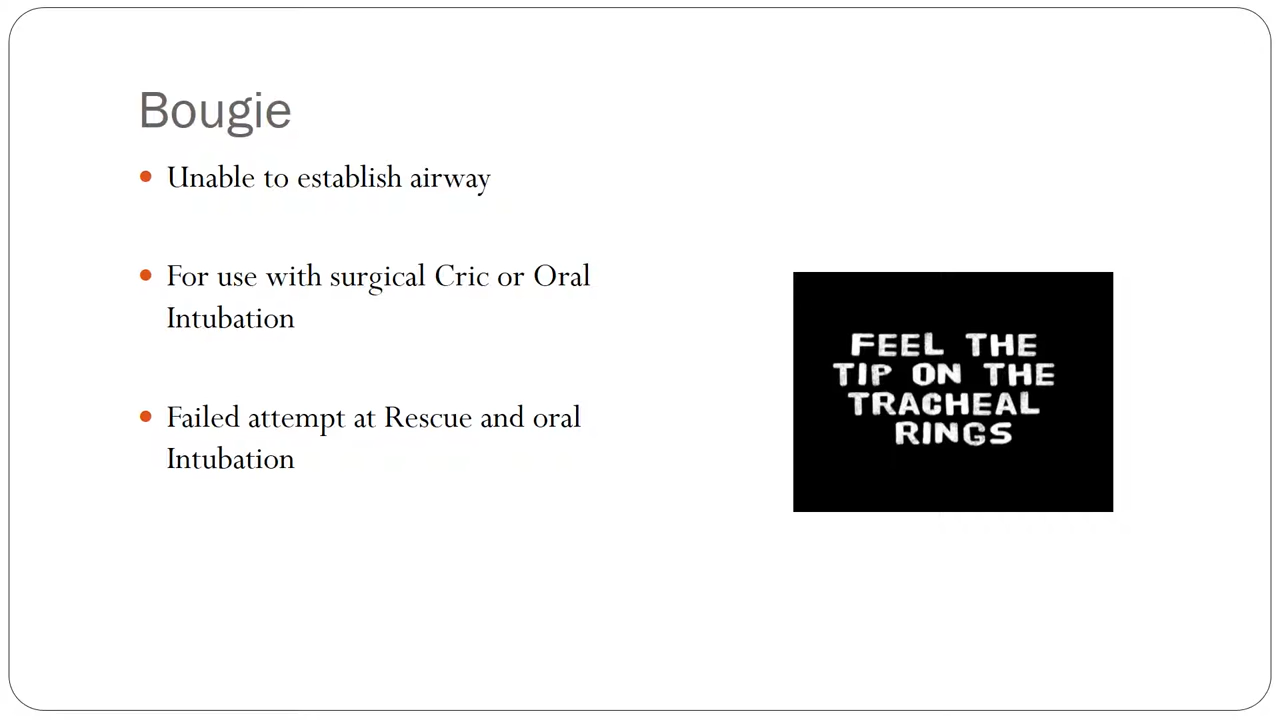 Bougie
Unable to establish airway
For use with surgical Cric or Oral
Intubation
Failed attempt at Rescue and oral
Intubation
FEEL THE
TIP ON THE
TRACHEAL
RINGS